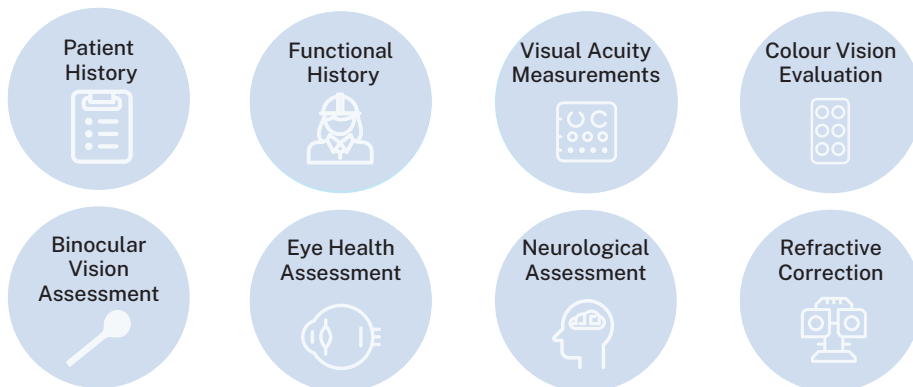 Patient
History
Functional
History
Visual Acuity
Measurements
Colour Vision
Evaluation
Binocular
Vision
Assessment
Eye Health
Assessment
Neurological
Assessment
Refractive
Correction